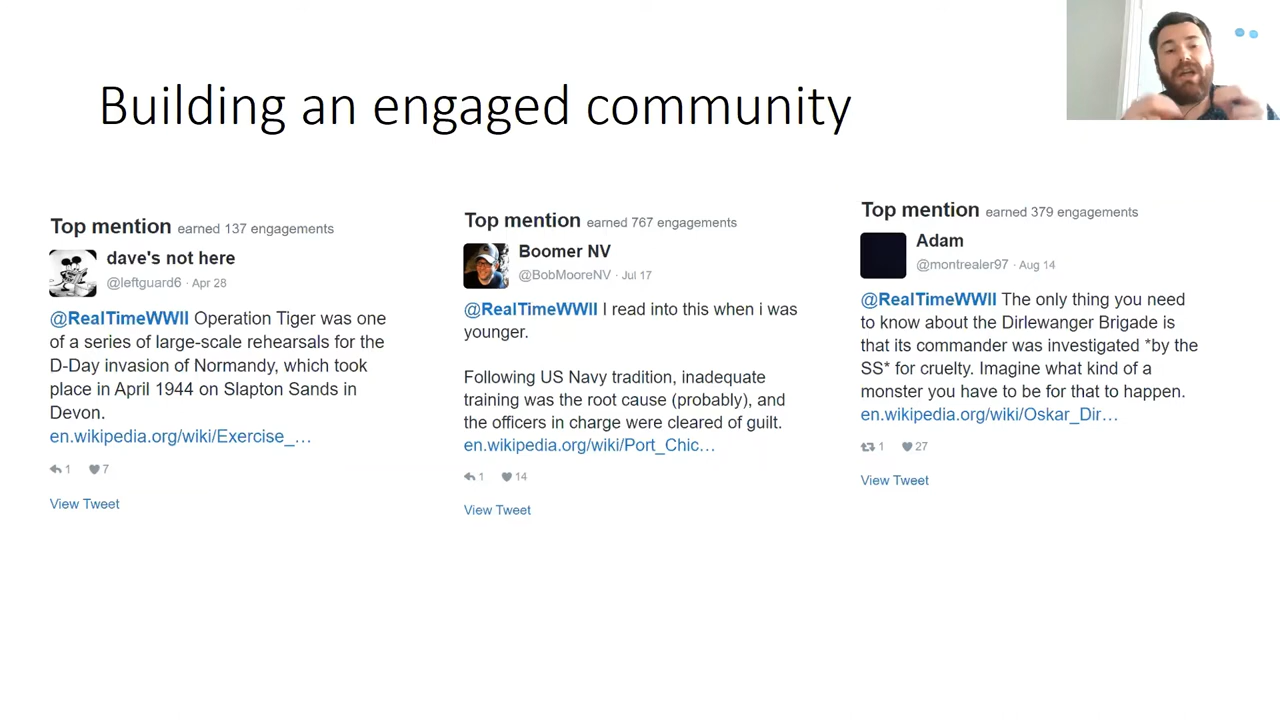 Building an engaged community
Top mention earned 137 engagements
dave's not here
@leftguard6 · Apr 28
@RealTimeWWII Operation Tiger was one
of a series of large-scale rehearsals for the
D-Day invasion of Normandy, which took
place in April 1944 on Slapton Sands in
Devon.
en.wikipedia.org/wiki/Exercise_…
1 7
View Tweet
Top mention earned 767 engagements
Boomer NV
@BobMooreNV · Jul 17
@RealTimeWWII I read into this when i was
younger.
Following US Navy tradition, inadequate
training was the root cause (probably), and
the officers in charge were cleared of guilt.
en.wikipedia.org/wiki/Port_Chic…
1 14
View Tweet
Top mention earned 379 engagements
Adam
@montrealer97 · Aug 14
@RealTimeWWII The only thing you need
to know about the Dirlewanger Brigade is
that its commander was investigated *by the
SS* for cruelty. Imagine what kind of a
monster you have to be for that to happen.
en.wikipedia.org/wiki/Oskar_Dir…
1 27
View Tweet